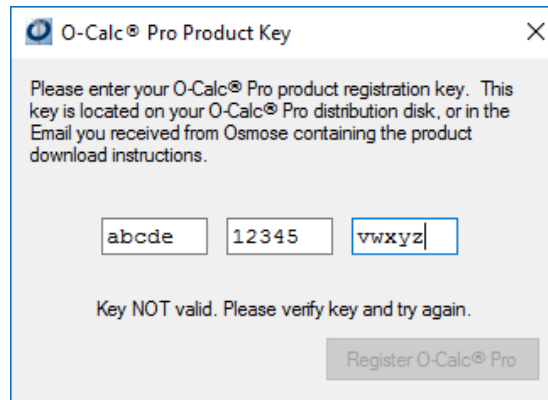 O-Calc® Pro Product Key
Please enter your O-Calc® Pro product registration key. This
key is located on your O-Calc® Pro distribution disk, or in the
Email you received from Osmose containing the product
download instructions.
abcde 12345 vwxyz
Key NOT valid. Please verify key and try again.
Register O-Calc® Pro